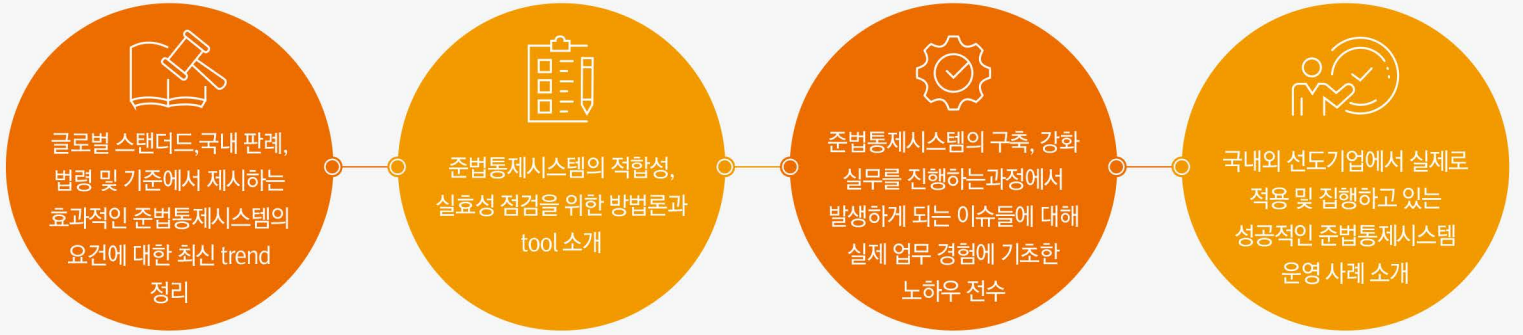 글로벌 스탠더드,국내 판례,
법령 및 기준에서 제시하는
효과적인 준법통제시스템의
요건에 대한 최신 trend
정리
준법통제시스템의 적합성,
실효성 점검을 위한 방법론과
tool 소개
준법통제시스템의 구축, 강화
실무를 진행하는과정에서
발생하게 되는 이슈들에 대해
실제 업무 경험에 기초한
노하우 전수
국내외 선도기업에서 실제로
적용 및 집행하고 있는
성공적인 준법통제시스템
운영 사례 소개